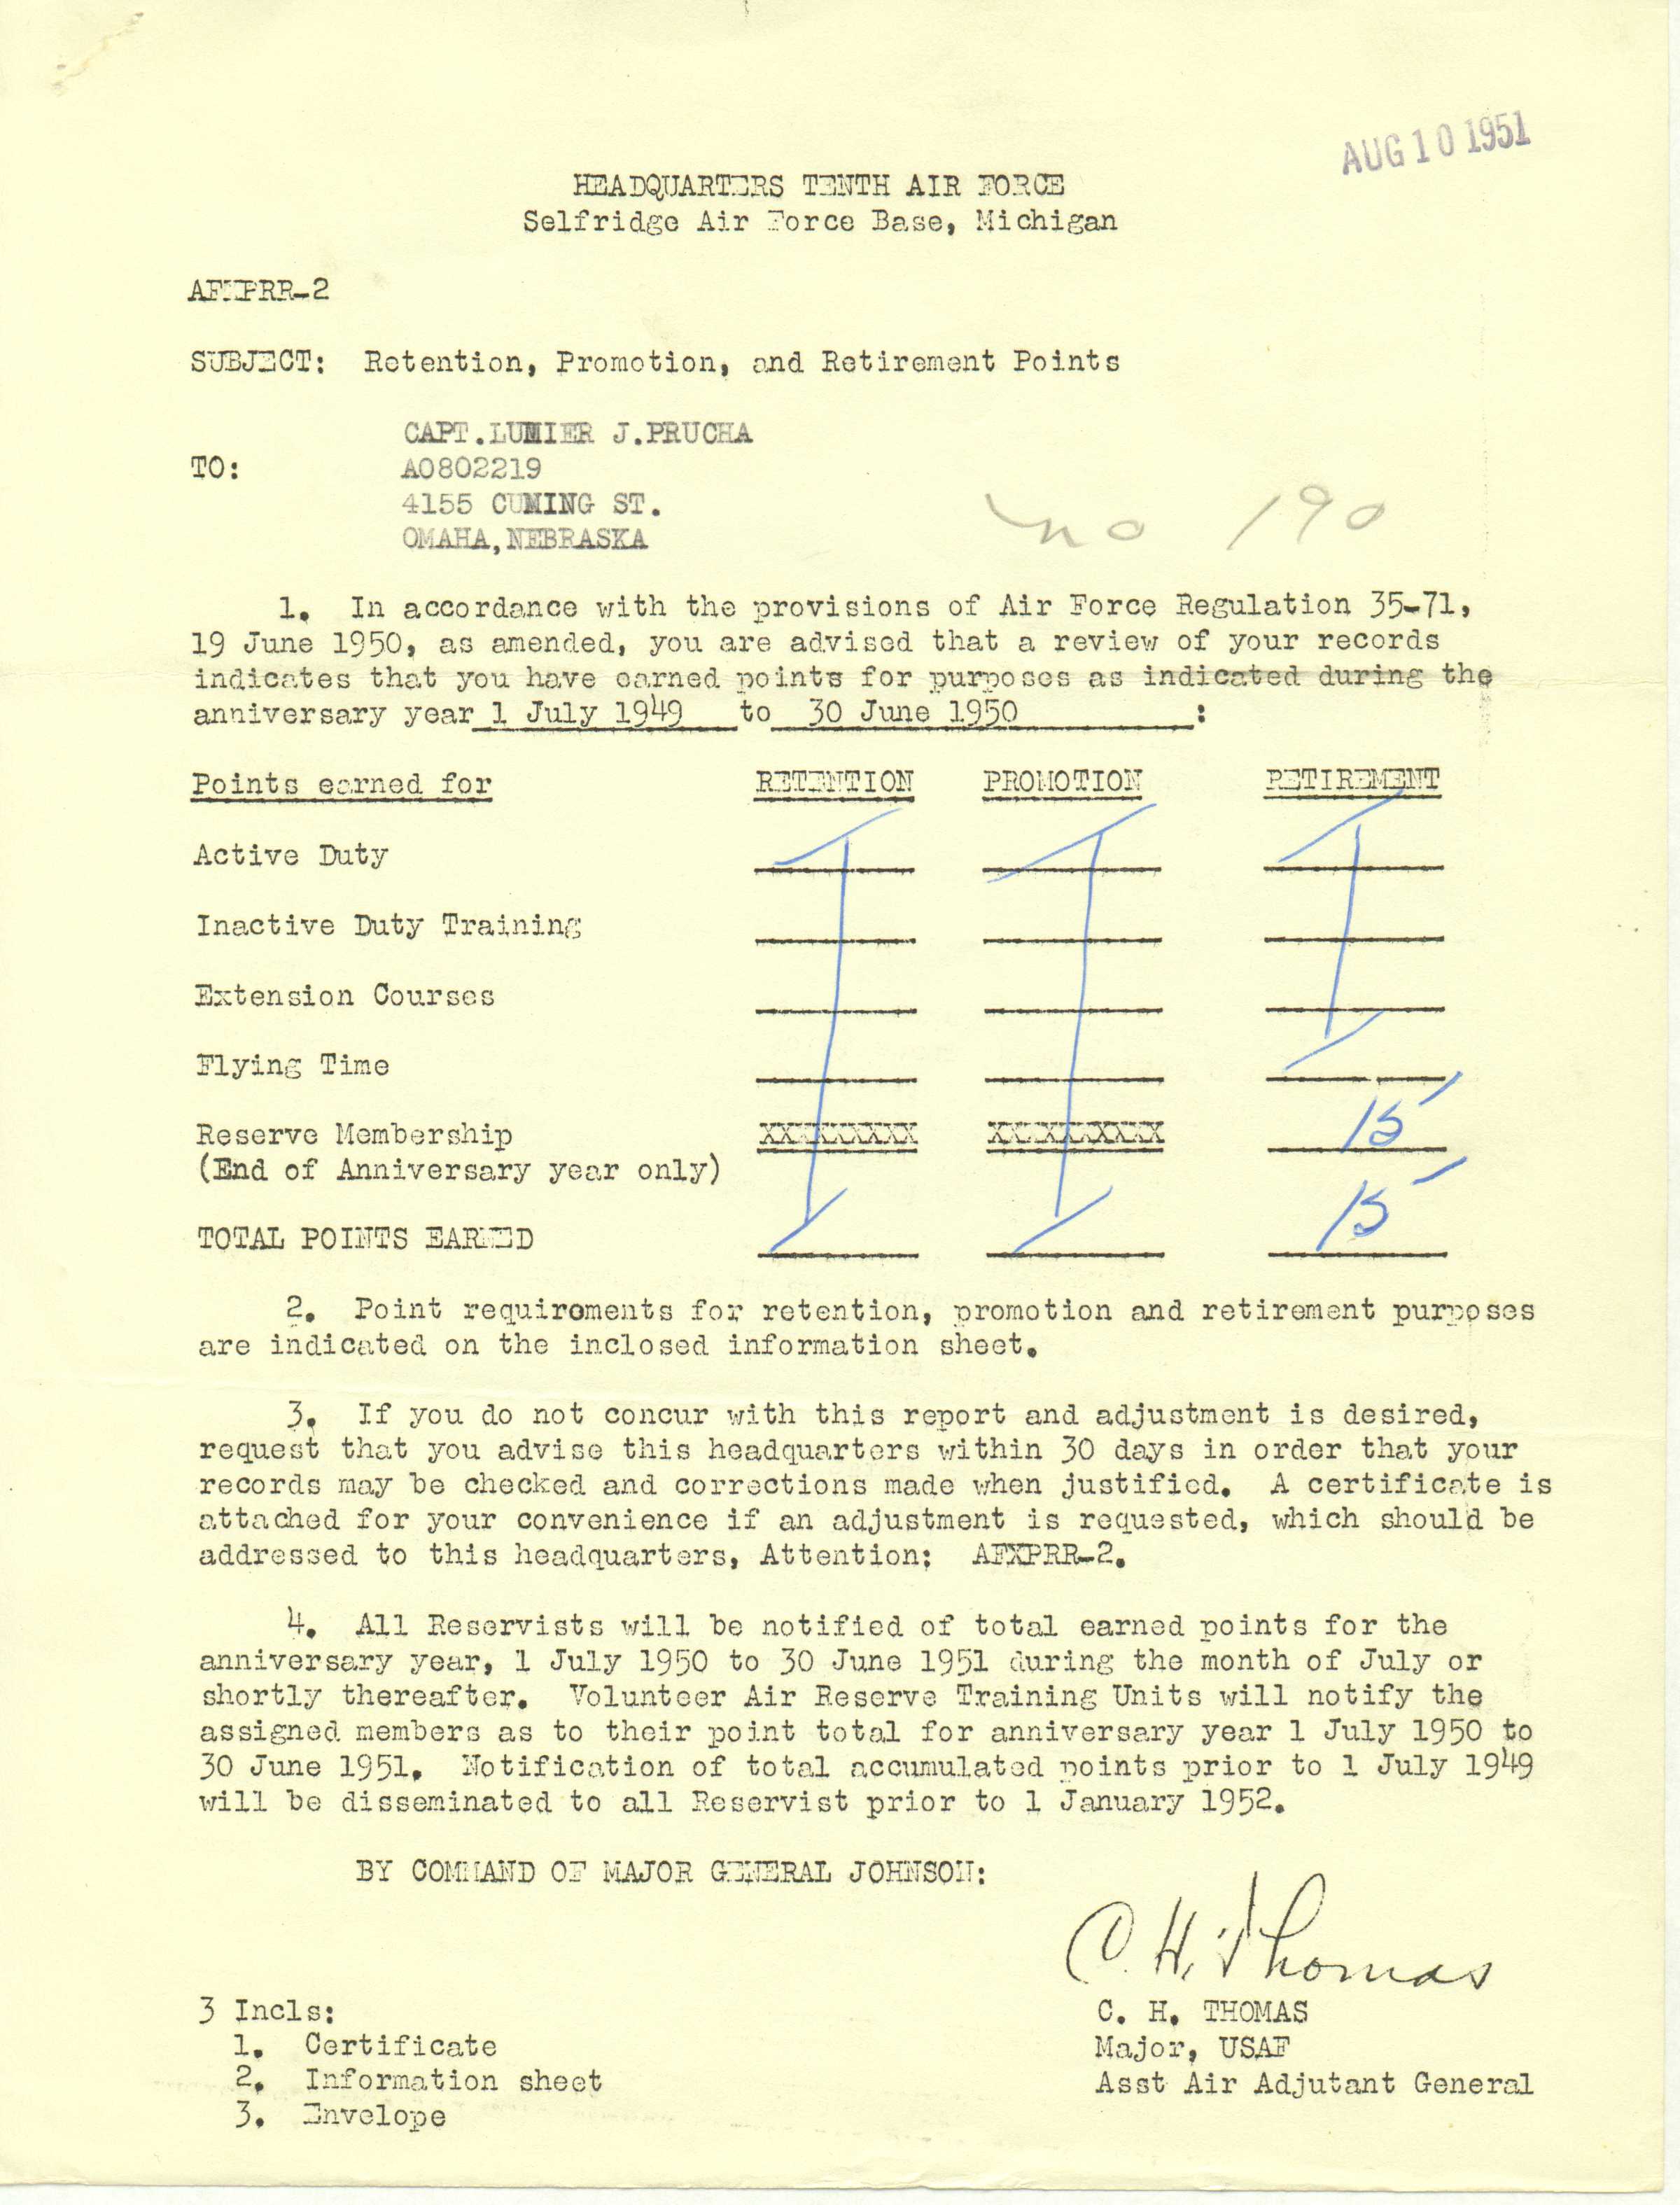 AUG 10 1951
HEADQUARTERS TENTH AIR FORCE
Selfridge Air Force Base, Michigan
AFXPRR-2
SUBJECT: Retention, Promotion, and Retirement Points
CAPT.LUMIER J.PRUCHA
TO: AO802219
4155 CUMING ST.
OMAHA,NEBRASKA
no 190
1. In accordance with the provisions of Air Force Regulation 35-71,
19 June 1950, as amended, you are advised that a review of your records
indicates that you have earned points for purposes as indicated during the
anniversary year 1 July 1949 to 30 June 1950 :
Points earned for RETENTION PROMOTION RETIREMENT
Active Duty
Inactive Duty Training
Extension Courses
Flying Time
Reserve Membership XXXXXXXXX XXXXXXXXXX 15
(End of Anniversary year only)
TOTAL POINTS EARNED 15
2. Point requirements for retention, promotion and retirement purposes
are indicated on the inclosed information sheet.
3. If you do not concur with this report and adjustment is desired,
request that you advise this headquarters within 30 days in order that your
records may be checked and corrections made when justified. A certificate is
attached for your convenience if an adjustment is requested, which should be
addressed to this headquarters, Attention: AFXPRR-2.
4. All Reservists will be notified of total earned points for the
anniversary year, 1 July 1950 to 30 June 1951 during the month of July or
shortly thereafter. Volunteer Air Reserve Training Units will notify the
assigned members as to their point total for anniversary year 1 July 1950 to
30 June 1951. Notification of total accumulated points prior to 1 July 1949
will be disseminated to all Reservist prior to 1 January 1952.
BY COMMAND OF MAJOR GENERAL JOHNSON:
C. H. Thomas
3 Incls: C. H. THOMAS
1. Certificate Major, USAF
2. Information sheet Asst Air Adjutant General
3. Envelope